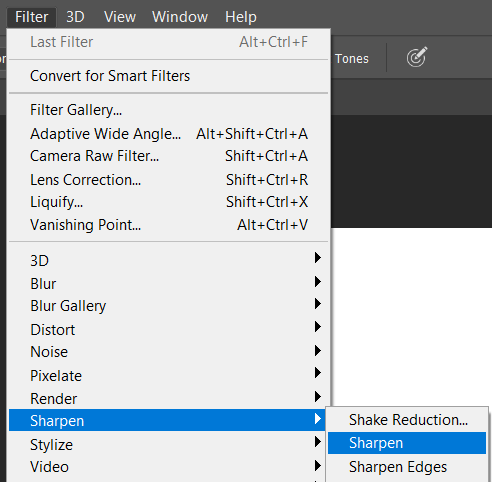 Filter 3D View Window Help
Last Filter Alt+Ctrl+F
Tones
Convert for Smart Filters
Filter Gallery...
Adaptive Wide Angle... Alt+Shift+Ctrl+A
Camera Raw Filter... Shift+Ctrl+A
Lens Correction... Shift+Ctrl+R
Liquify... Shift+Ctrl+X
Vanishing Point... Alt+Ctrl+V
3D
Blur
Blur Gallery
Distort
Noise
Pixelate
Render
Sharpen
Shake Reduction...
Stylize
Sharpen
Video
Sharpen Edges